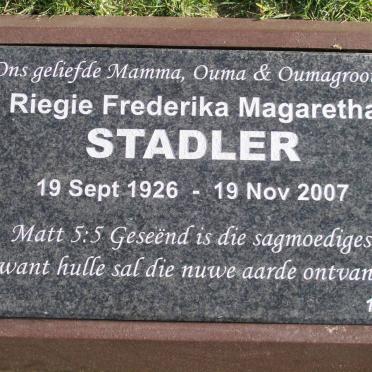 Ons geliefde Mamma, Ouma & Oumagroot
Riegie Frederika Magaretha
STADLER
19 Sept 1926 - 19 Nov 2007
Matt 5:5 Geseënd is die sagmoediges
want hulle sal die nuwe aarde ontvan